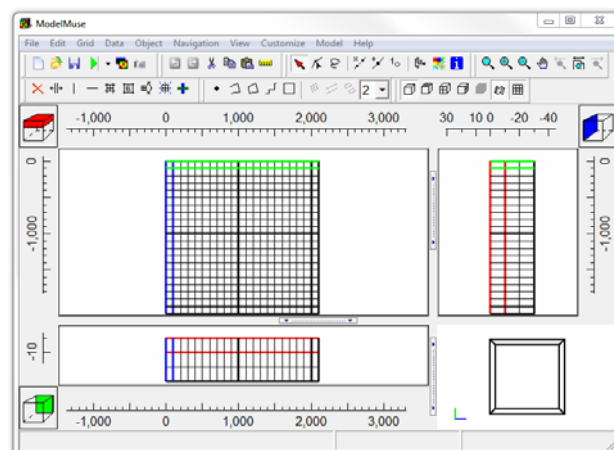 ModelMuse
File Edit Grid Data Object Navigation View Customize Model Help
2
-1,000 0 1,000 2,000 3,000 30 10 0 -20 -40
0 0
-1,000 -1,000
-10
-1,000 0 1,000 2,000 3,000